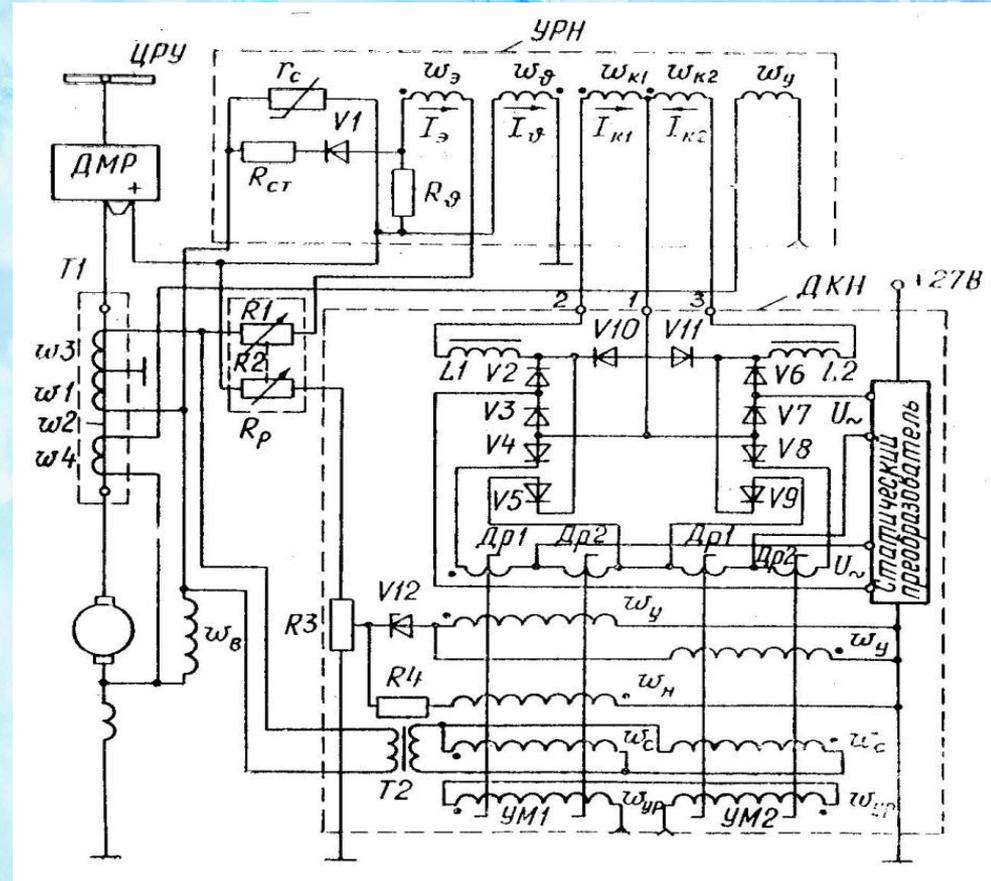 УРН
ЦРУ
rс wэ wϑ wк1 wк2 wу
V1 Iэ Iϑ Iк1 Iк2
ДМР
+
Rст Rϑ
T1
ДКН +27В
2 1 3
R1 V10 V11
w3 R2 L1 V2 V6 L2
w1 V3 V7 U~
w2 Rр V4 V8
w4 V5 V9
Др1 Др2 Др1 Др2 U~
Статический
преобразователь
V12 wу
R3 wу
wв R4 wн
wс wс
T2 wур wур
УМ1 УМ2